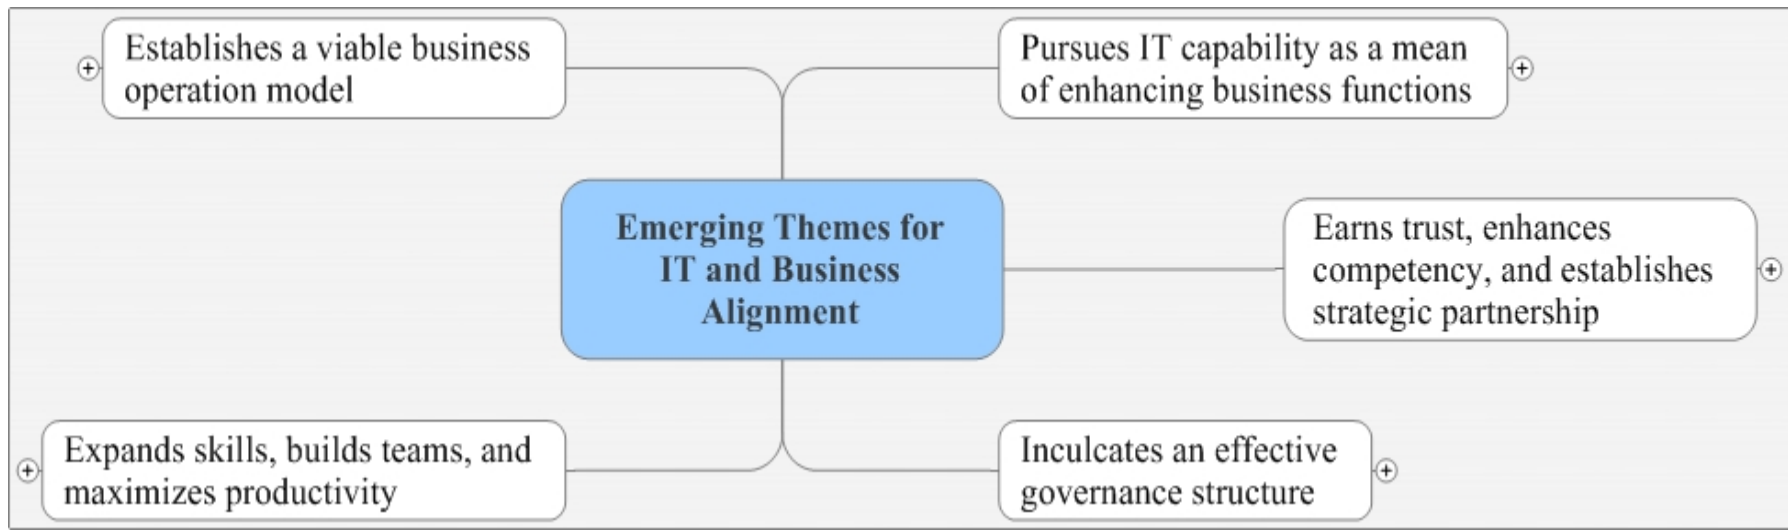 Establishes a viable business
operation model
Pursues IT capability as a mean
of enhancing business functions
Emerging Themes for
IT and Business
Alignment
Earns trust, enhances
competency, and establishes
strategic partnership
Expands skills, builds teams, and
maximizes productivity
Inculcates an effective
governance structure